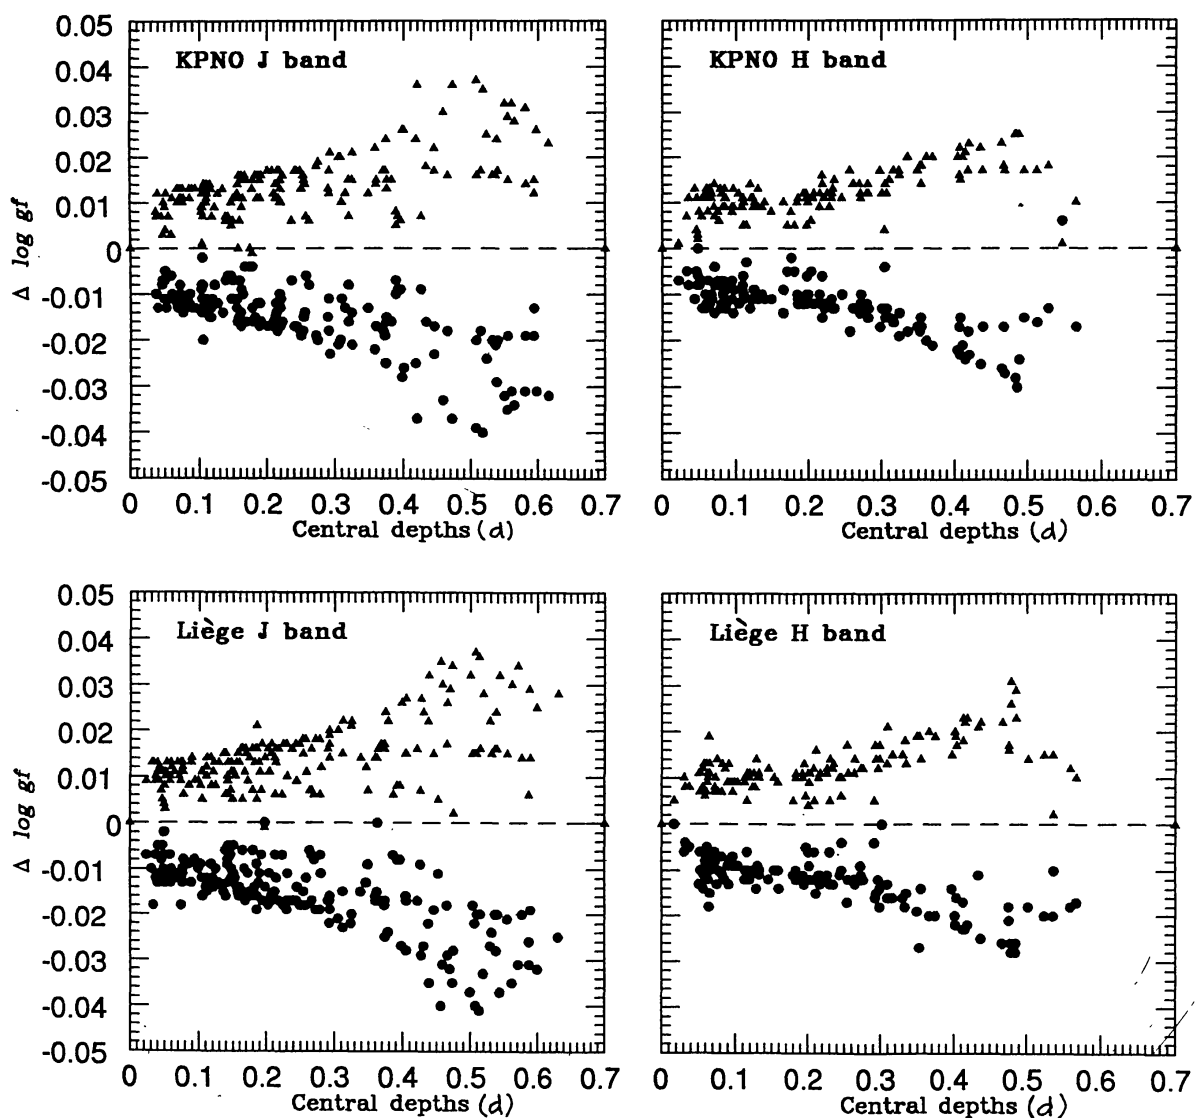 KPNO J band
KPNO H band
0.05
0.04
0.03
0.02
0.01
0
-0.01
-0.02
-0.03
-0.04
-0.05
Δ log gf
0 0.1 0.2 0.3 0.4 0.5 0.6 0.7
0 0.1 0.2 0.3 0.4 0.5 0.6 0.7
Central depths (d)
Central depths (d)
Liège J band
Liège H band
0.05
0.04
0.03
0.02
0.01
0
-0.01
-0.02
-0.03
-0.04
-0.05
Δ log gf
0 0.1 0.2 0.3 0.4 0.5 0.6 0.7
0 0.1 0.2 0.3 0.4 0.5 0.6 0.7
Central depths (d)
Central depths (d)